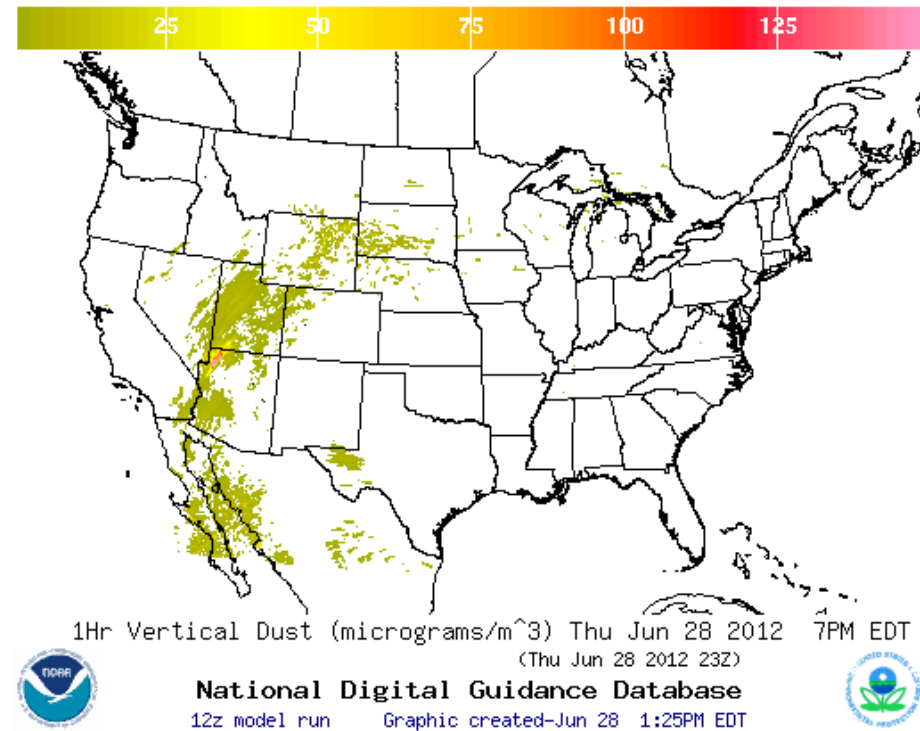 25 50 75 100 125
1Hr Vertical Dust (micrograms/m^3) Thu Jun 28 2012 7PM EDT
(Thu Jun 28 2012 23Z)
NOAA
National Digital Guidance Database
12z model run Graphic created-Jun 28 1:25PM EDT